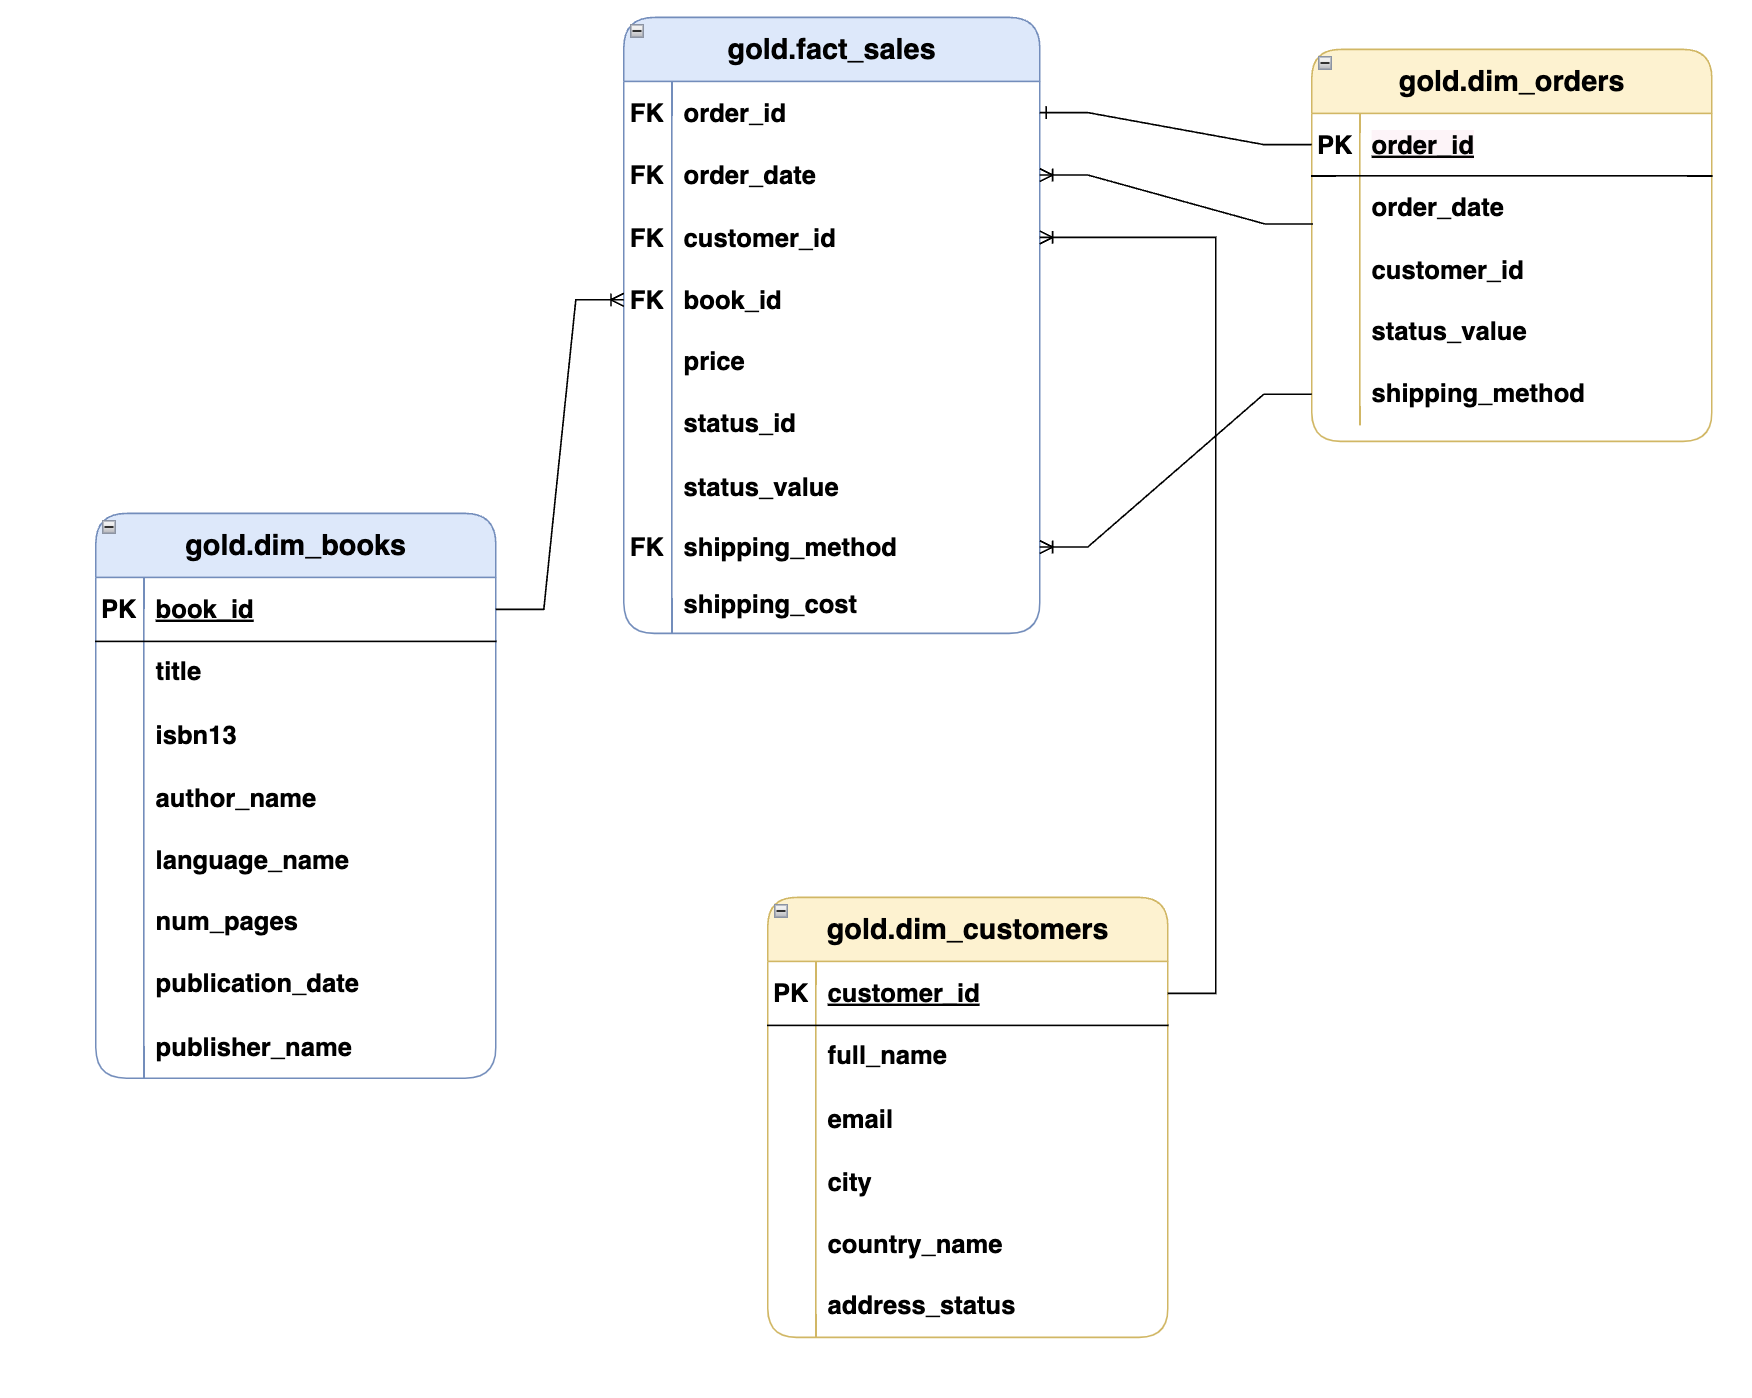 gold.fact_sales
FK order_id
FK order_date
FK customer_id
FK book_id
price
status_id
status_value
FK shipping_method
shipping_cost
gold.dim_orders
PK order_id
order_date
customer_id
status_value
shipping_method
gold.dim_books
PK book_id
title
isbn13
author_name
language_name
num_pages
publication_date
publisher_name
gold.dim_customers
PK customer_id
full_name
email
city
country_name
address_status